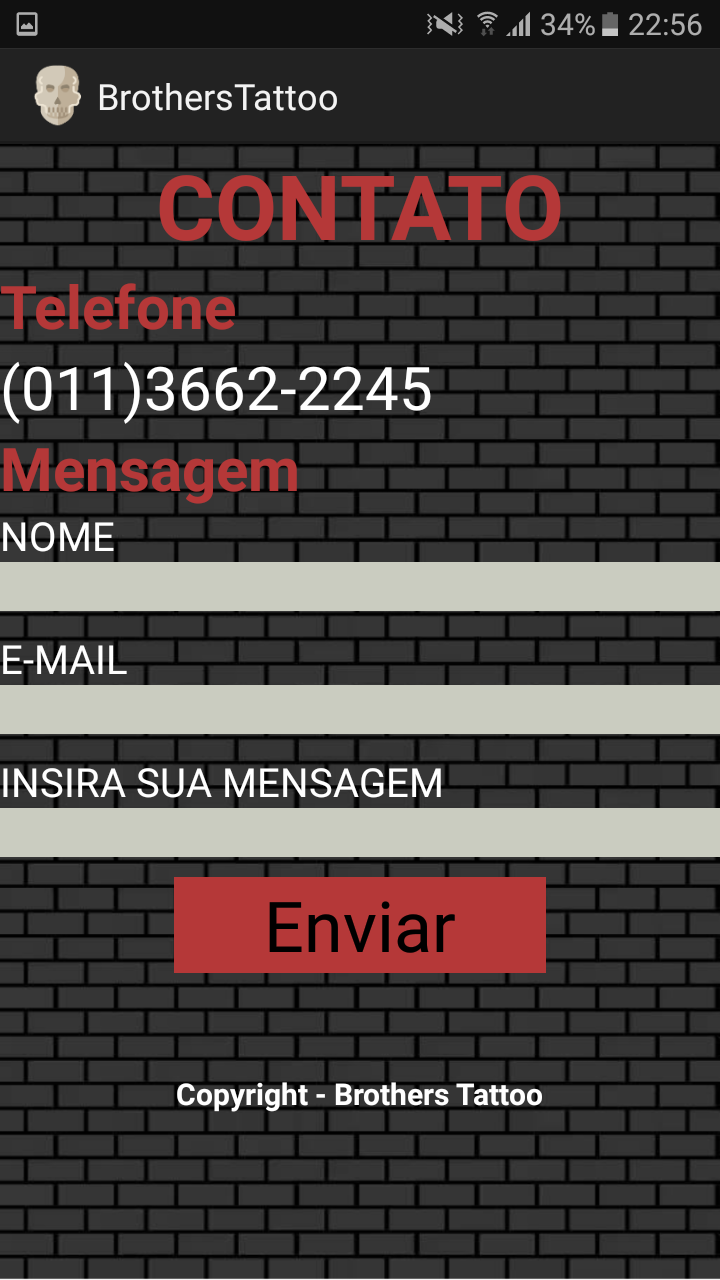 34% 22:56
BrothersTattoo
CONTATO
Telefone
(011)3662-2245
Mensagem
NOME
E-MAIL
INSIRA SUA MENSAGEM
Enviar
Copyright - Brothers Tattoo